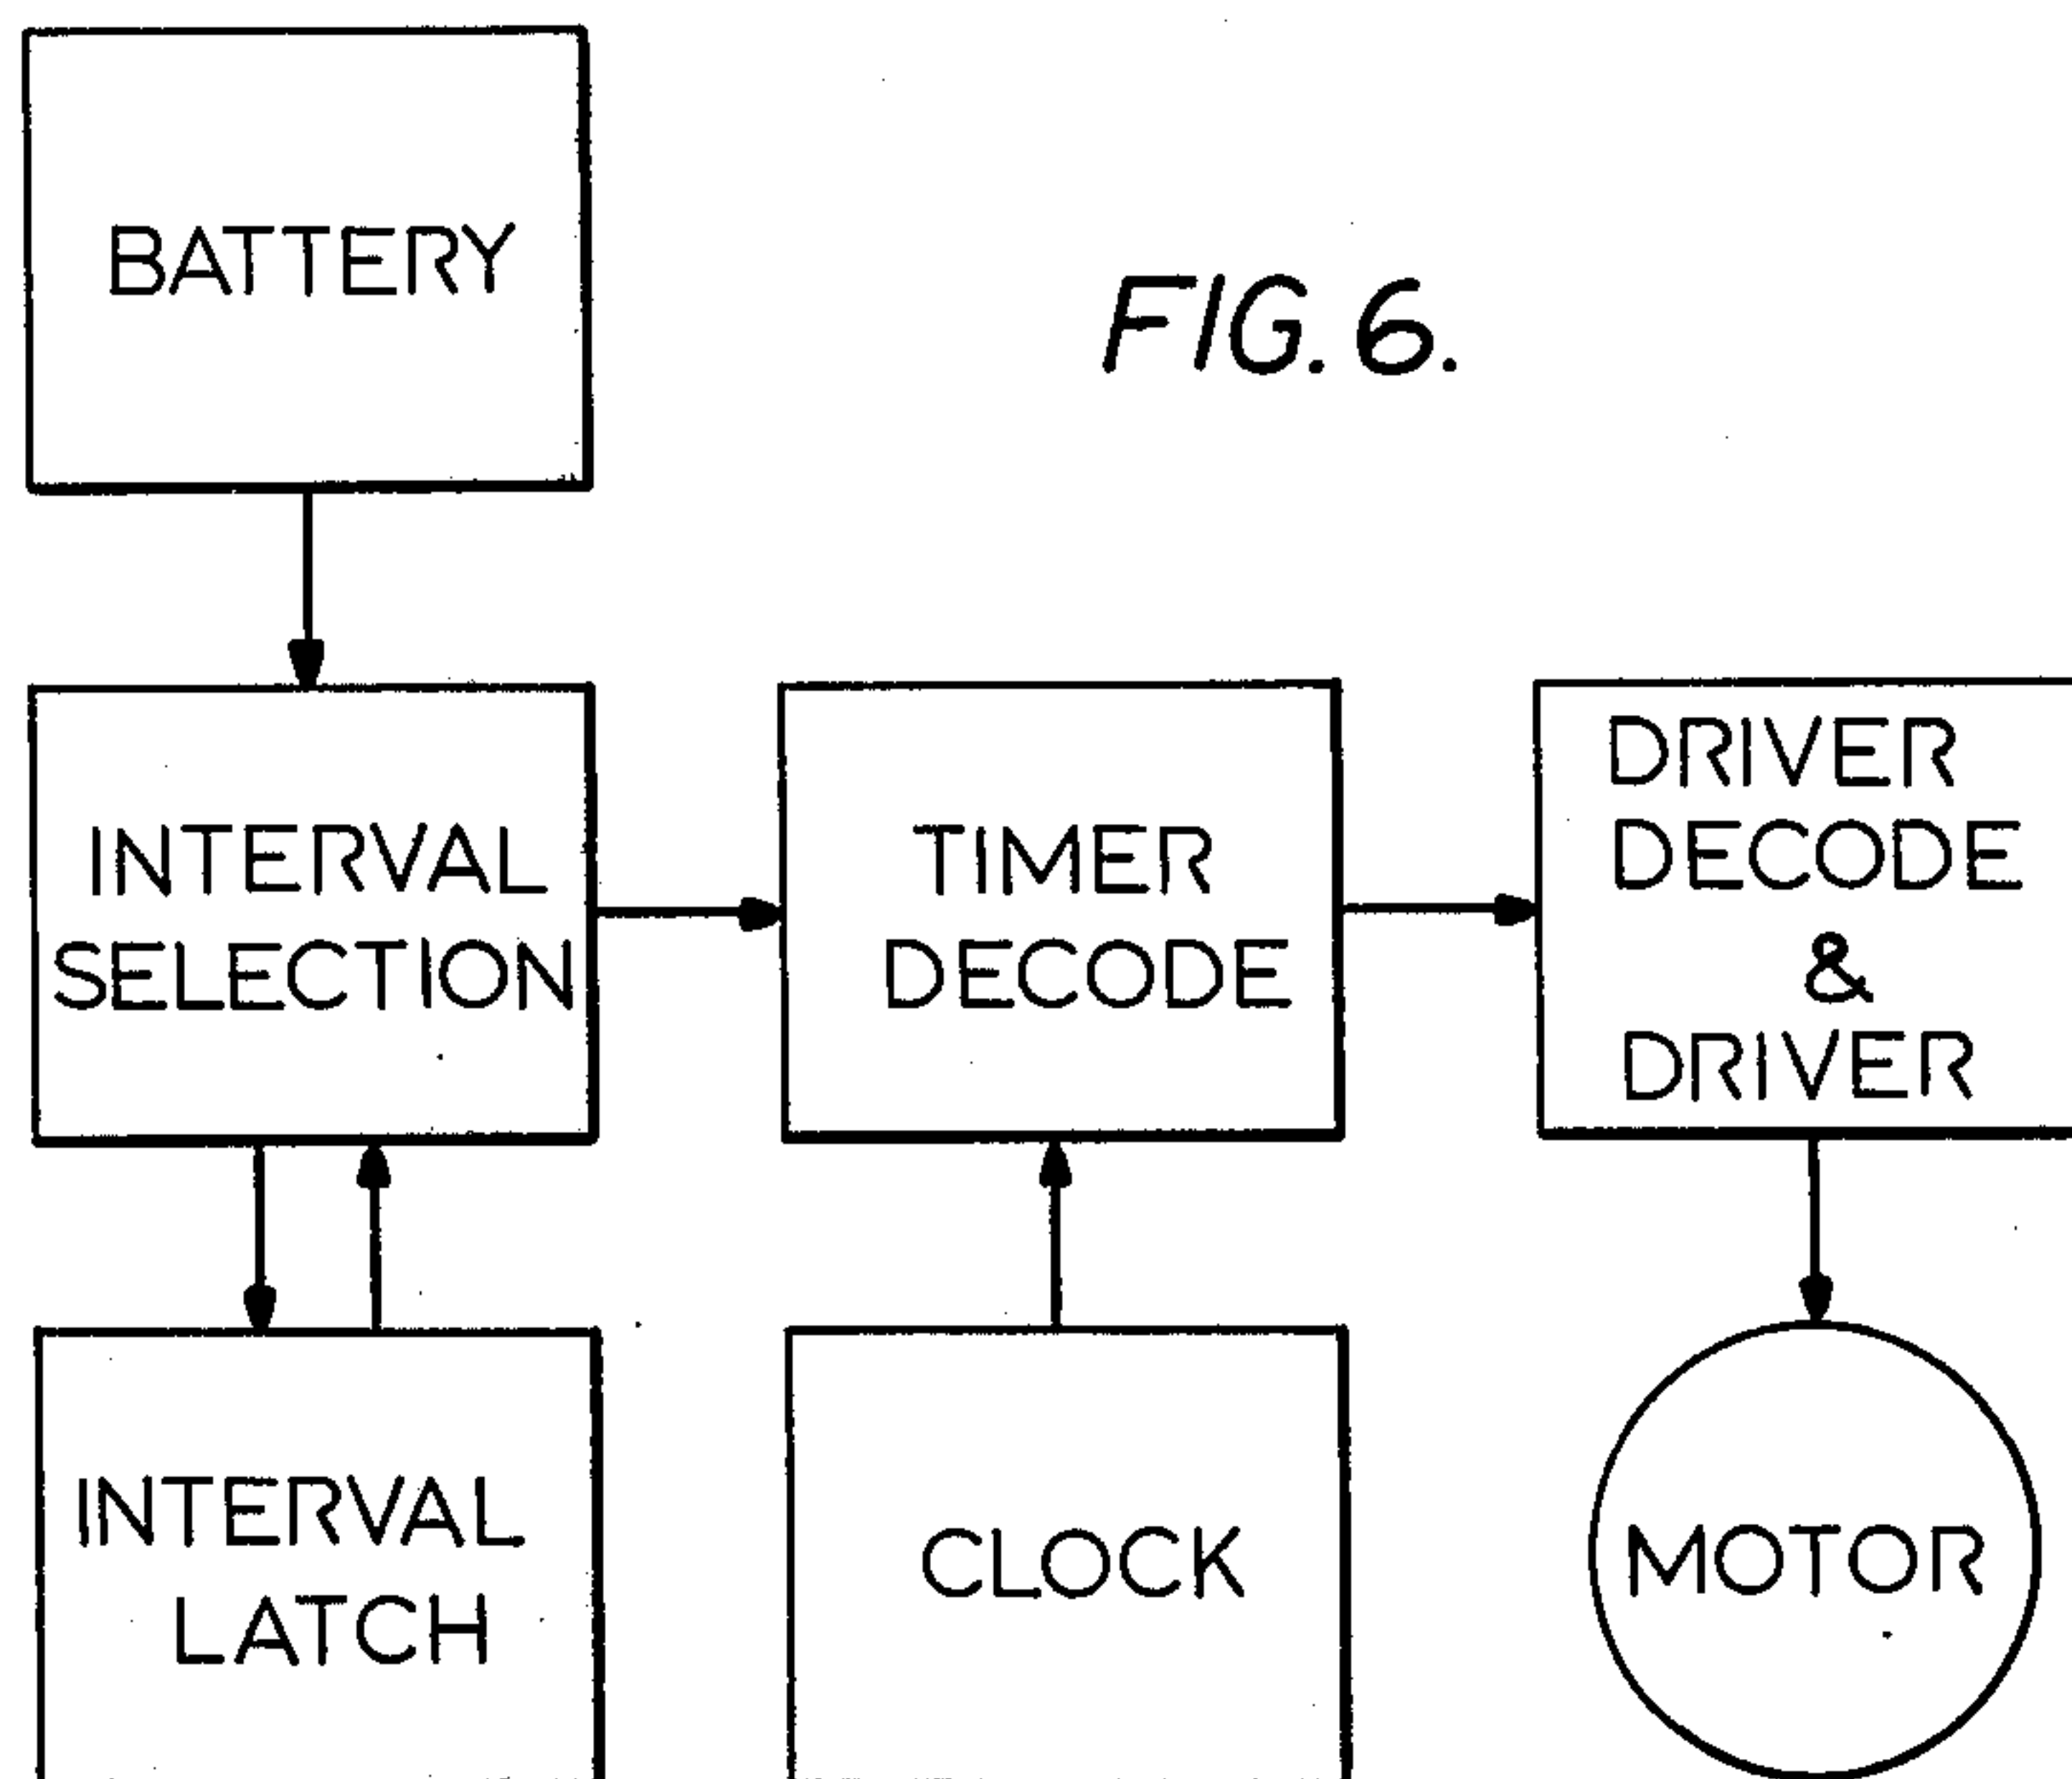 BATTERY
FIG. 6.
INTERVAL
SELECTION
TIMER
DECODE
DRIVER
DECODE
&
DRIVER
INTERVAL
LATCH
CLOCK
MOTOR